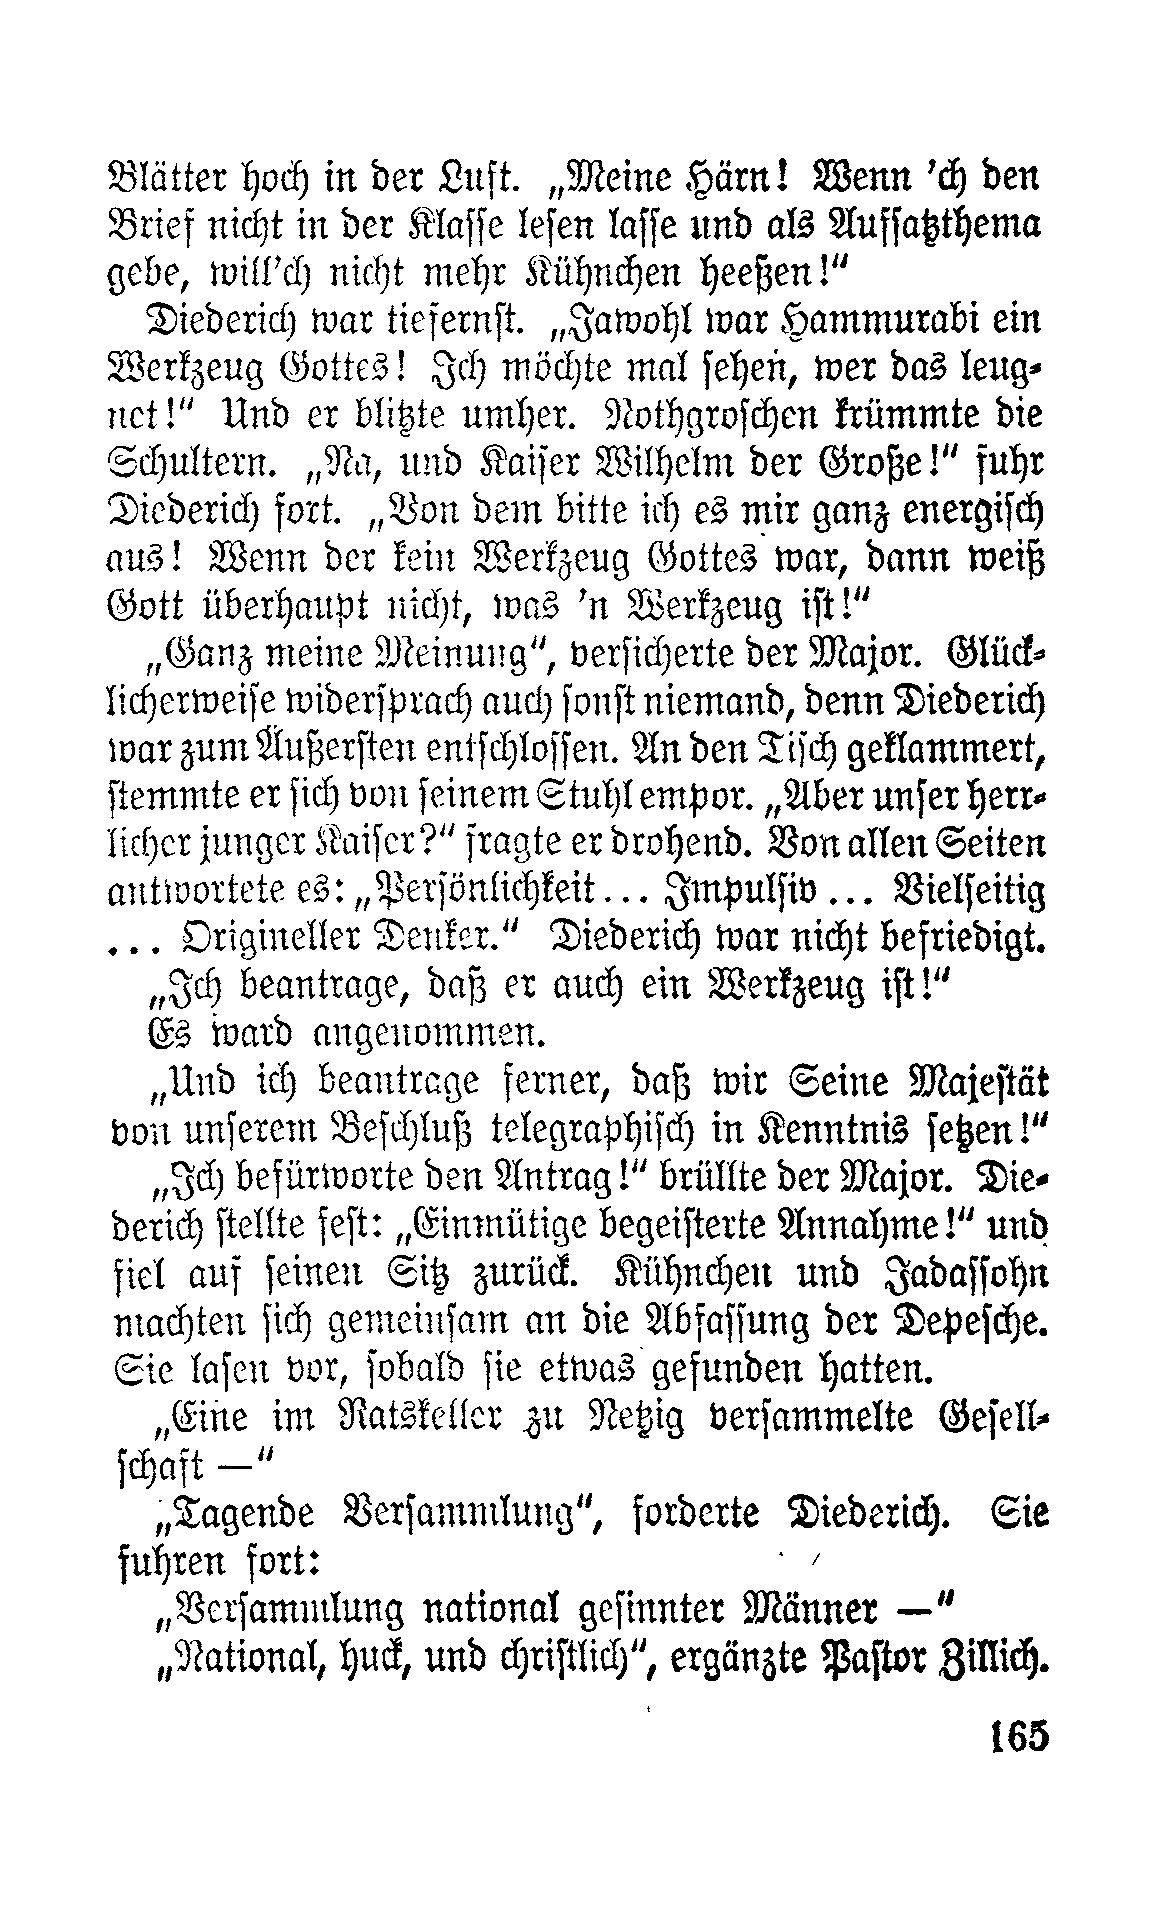 Blätter hoch in der Luft. „Meine Härn! Wenn 'ch den
Brief nicht in der Klasse lesen lasse und als Aufsatzthema
gebe, will'ch nicht mehr Kühnchen heeßen!“
Diederich war tiefernst. „Jawohl war Hammurabi ein
Werkzeug Gottes! Ich möchte mal sehen, wer das leug-
net!“ Und er blitzte umher. Nothgroschen krümmte die
Schultern. „Na, und Kaiser Wilhelm der Große!“ fuhr
Diederich fort. „Von dem bitte ich es mir ganz energisch
aus! Wenn der kein Werkzeug Gottes war, dann weiß
Gott überhaupt nicht, was 'n Werkzeug ist!“
„Ganz meine Meinung“, versicherte der Major. Glück-
licherweise widersprach auch sonst niemand, denn Diederich
war zum Äußersten entschlossen. An den Tisch geklammert,
stemmte er sich von seinem Stuhl empor. „Aber unser herr-
licher junger Kaiser?“ fragte er drohend. Von allen Seiten
antwortete es: „Persönlichkeit... Impulsiv... Vielseitig
... Origineller Denker.“ Diederich war nicht befriedigt.
„Ich beantrage, daß er auch ein Werkzeug ist!“
Es ward angenommen.
„Und ich beantrage ferner, daß wir Seine Majestät
von unserem Beschluß telegraphisch in Kenntnis setzen!“
„Ich befürworte den Antrag!“ brüllte der Major. Die-
derich stellte fest: „Einmütige begeisterte Annahme!“ und
fiel auf seinen Sitz zurück. Kühnchen und Jadassohn
machten sich gemeinsam an die Abfassung der Depesche.
Sie lasen vor, sobald sie etwas gefunden hatten.
„Eine im Ratskeller zu Netzig versammelte Gesell-
schaft —“
„Tagende Versammlung“, forderte Diederich. Sie
fuhren fort:
„Versammlung national gesinnter Männer —“
„National, huck, und christlich“, ergänzte Pastor Zillich.
165